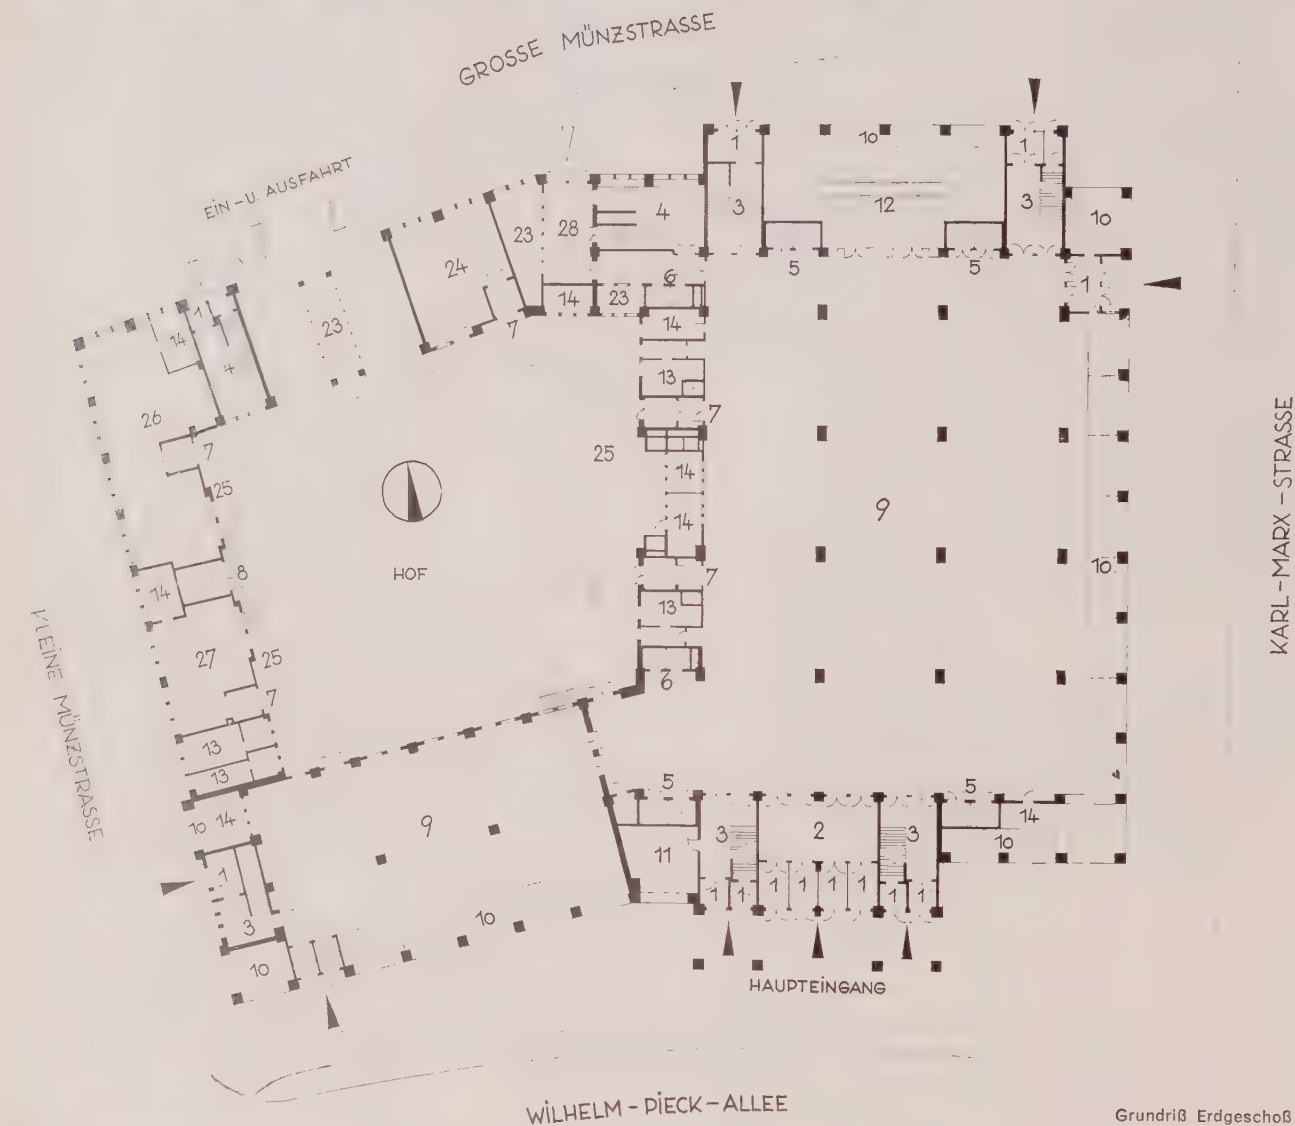 GROSSE MÜNZSTRASSE
EIN - U. AUSFAHRT
1 10 1
23 28 4 3 12 3 10
24 5 5
6 1
14 1 23 14 23
7 14
4
13
26 7
7 25
14
25 9
14
HOF
8 7 10
14 13
27 25
6
7
13
13 5 5
10 14 9 3 2 3 14
11 10
1 1 1 1 1 1 1 1 1
3 10
10
HAUPTEINGANG
KLEINE MÜNZSTRASSE
KARL - MARX - STRASSE
WILHELM - PIECK - ALLEE
Grundriß Erdgeschoß